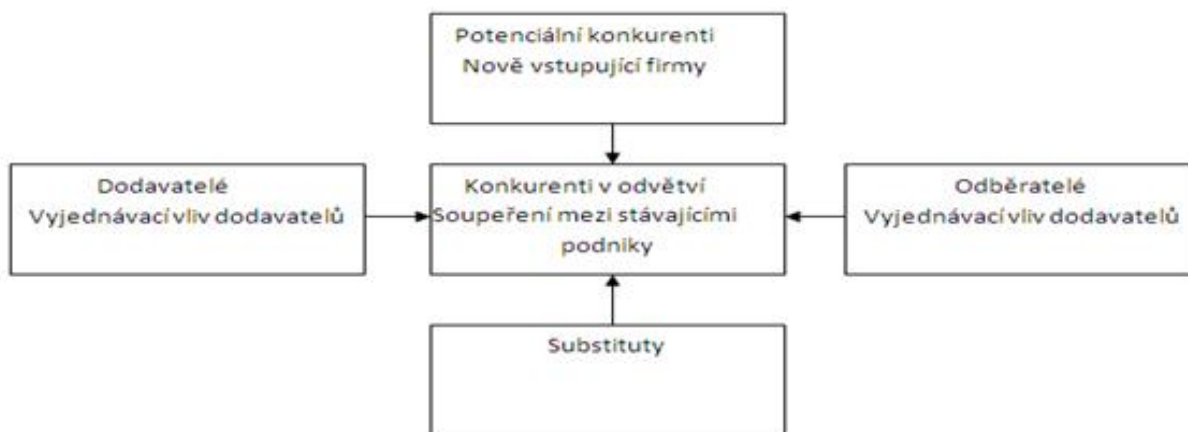 Potenciální konkurenti
Nově vstupující firmy
Dodavatelé
Vyjednávací vliv dodavatelů
Konkurenti v odvětví
Soupeření mezi stávajícími
podniky
Odběratelé
Vyjednávací vliv dodavatelů
Substituty